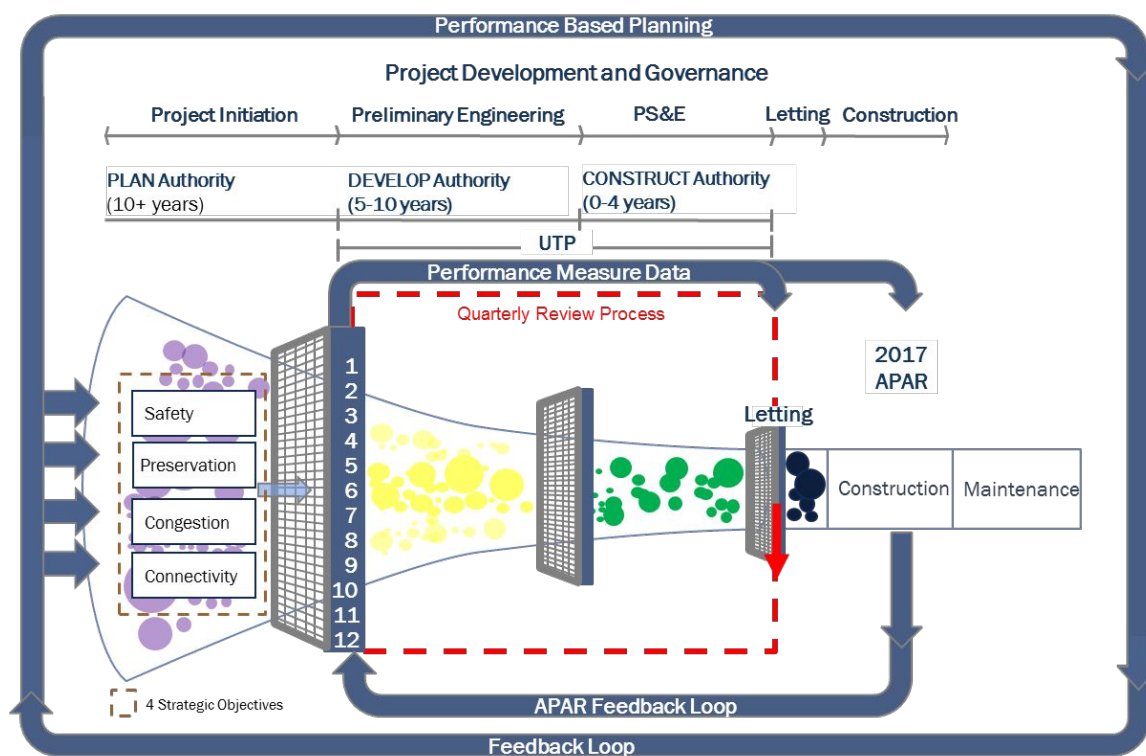 Performance Based Planning
Project Development and Governance
Project Initiation
Preliminary Engineering
PS&E
Letting
Construction
PLAN Authority
(10+ years)
DEVELOP Authority
(5-10 years)
CONSTRUCT Authority
(0-4 years)
UTP
Performance Measure Data
Quarterly Review Process
2017
APAR
Safety
Preservation
Congestion
Connectivity
1
2
3
4
5
6
7
8
9
10
11
12
Letting
Construction
Maintenance
4 Strategic Objectives
APAR Feedback Loop
Feedback Loop